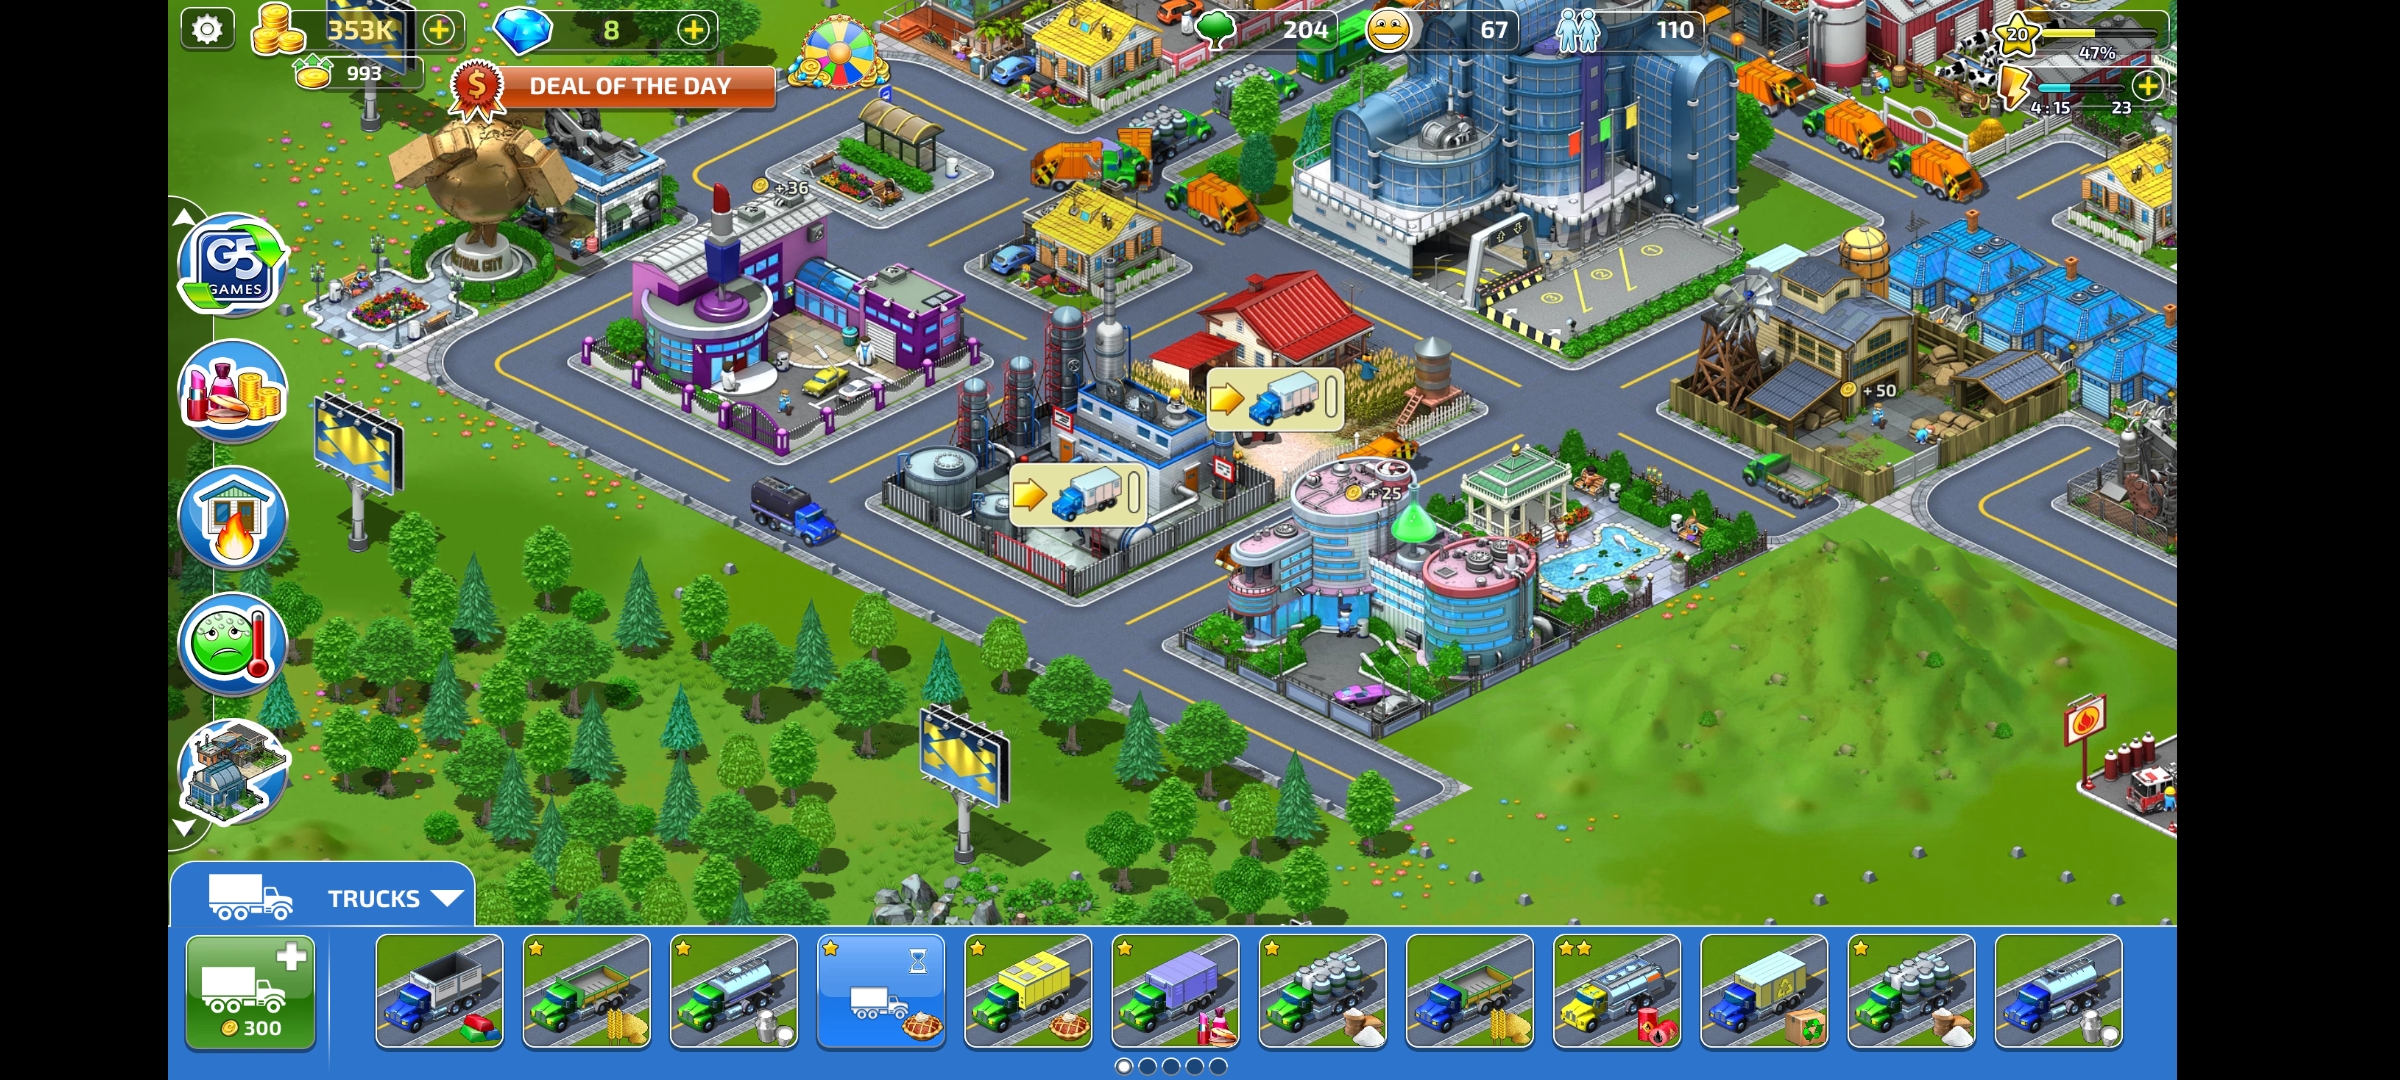 353K
8
204
67
110
20
47%
993
DEAL OF THE DAY
4:15
23
+36
G5
GAMES
+50
+25
TRUCKS
300